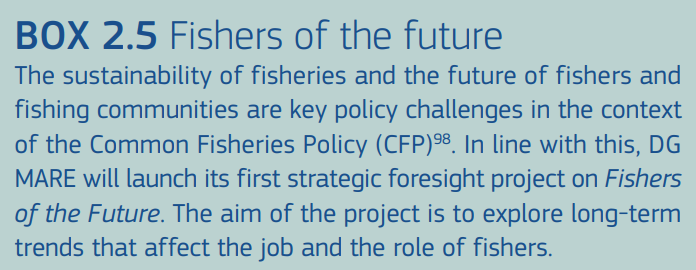 BOX 2.5 Fishers of the future
The sustainability of fisheries and the future of fishers and
fishing communities are key policy challenges in the context
of the Common Fisheries Policy (CFP)98. In line with this, DG
MARE will launch its first strategic foresight project on Fishers
of the Future. The aim of the project is to explore long-term
trends that affect the job and the role of fishers.